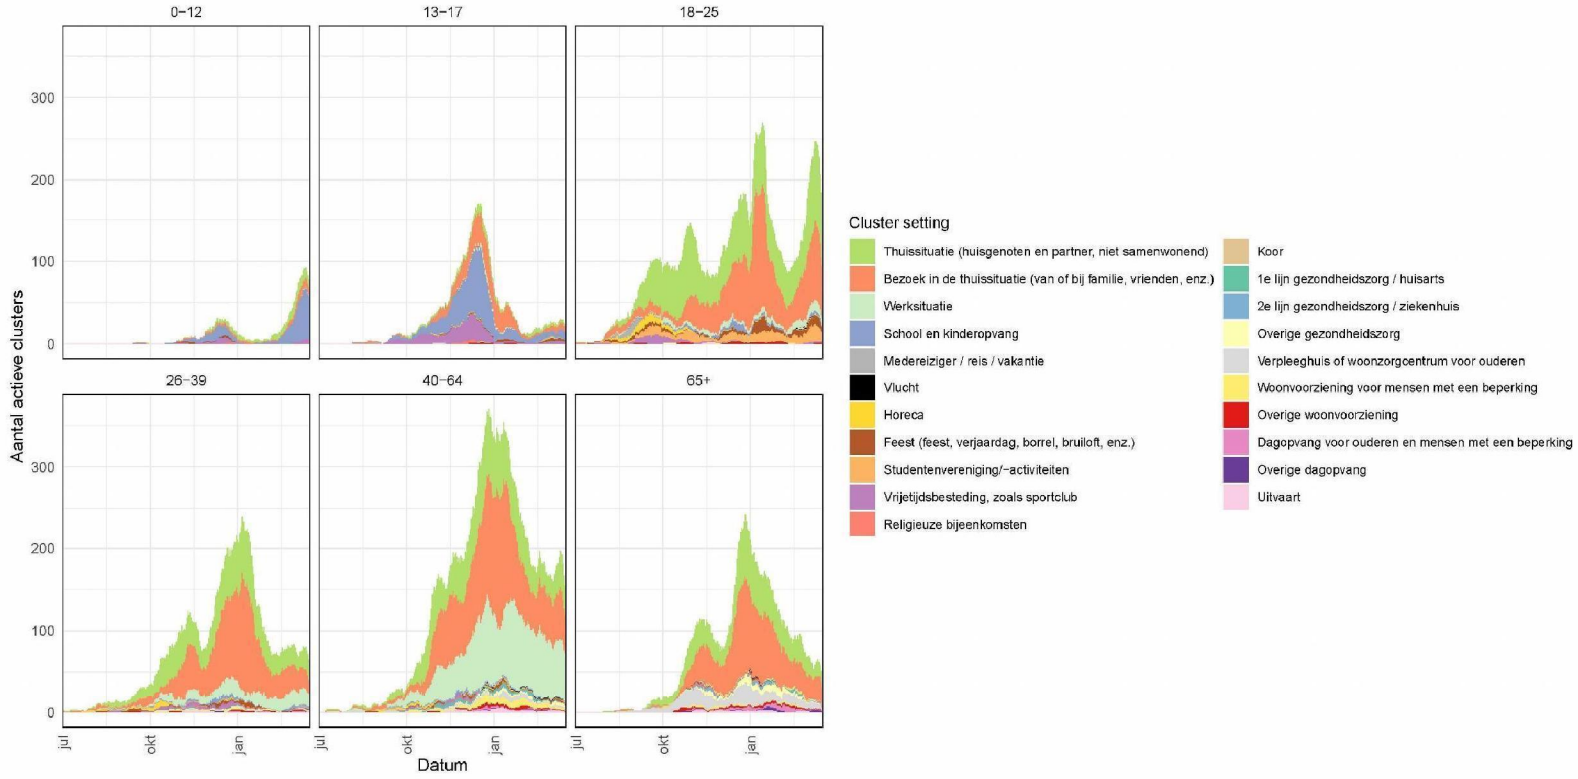 0−12
13−17
18−25
300
200
100
0
26−39
40−64
65+
300
200
100
0
jul
okt
jan
jul
okt
jan
jul
okt
jan
Aantal actieve clusters
Datum
Cluster setting
Thuissituatie (huisgenoten en partner, niet samenwonend)
Bezoek in de thuissituatie (van of bij familie, vrienden, enz.)
Werksituatie
School en kinderopvang
Medereiziger / reis / vakantie
Vlucht
Horeca
Feest (feest, verjaardag, borrel, bruiloft, enz.)
Studentenvereniging/−activiteiten
Vrijetijdsbesteding, zoals sportclub
Religieuze bijeenkomsten
Koor
1e lijn gezondheidszorg / huisarts
2e lijn gezondheidszorg / ziekenhuis
Overige gezondheidszorg
Verpleeghuis of woonzorgcentrum voor ouderen
Woonvoorziening voor mensen met een beperking
Overige woonvoorziening
Dagopvang voor ouderen en mensen met een beperking
Overige dagopvang
Uitvaart